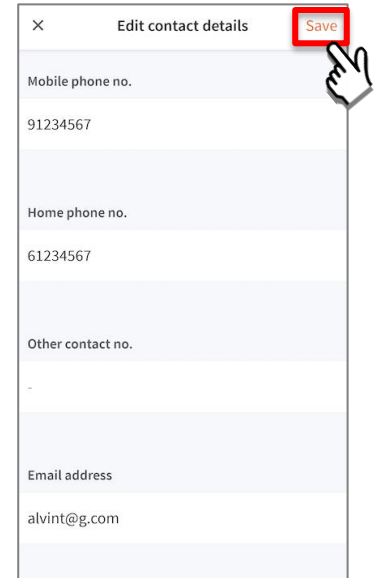 × Edit contact details Save
Mobile phone no.
91234567
Home phone no.
61234567
Other contact no.
-
Email address
alvint@g.com